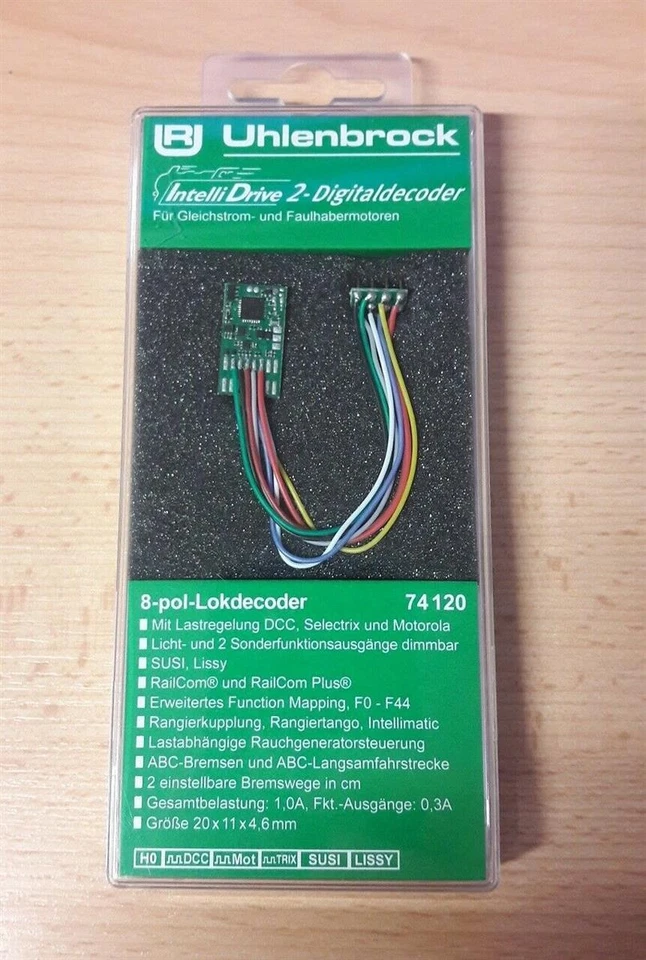 Uhlenbrock
IntelliDrive 2-Digitaldecoder
Für Gleichstrom- und Faulhabermotoren
8-pol-Lokdecoder 74 120
Mit Lastregelung DCC, Selectrix und Motorola
Licht- und 2 Sonderfunktionsausgänge dimmbar
SUSI, Lissy
RailCom® und RailCom Plus®
Erweitertes Function Mapping, F0 - F44
Rangierkupplung, Rangiertango, Intellimatic
Lastabhängige Rauchgeneratorsteuerung
ABC-Bremsen und ABC-Langsamfahrstrecke
2 einstellbare Bremswege in cm
Gesamtbelastung: 1,0A, Fkt.-Ausgänge: 0,3A
Größe 20 x 11 x 4,6 mm
H0 DCC Mot TRIX SUSI LISSY